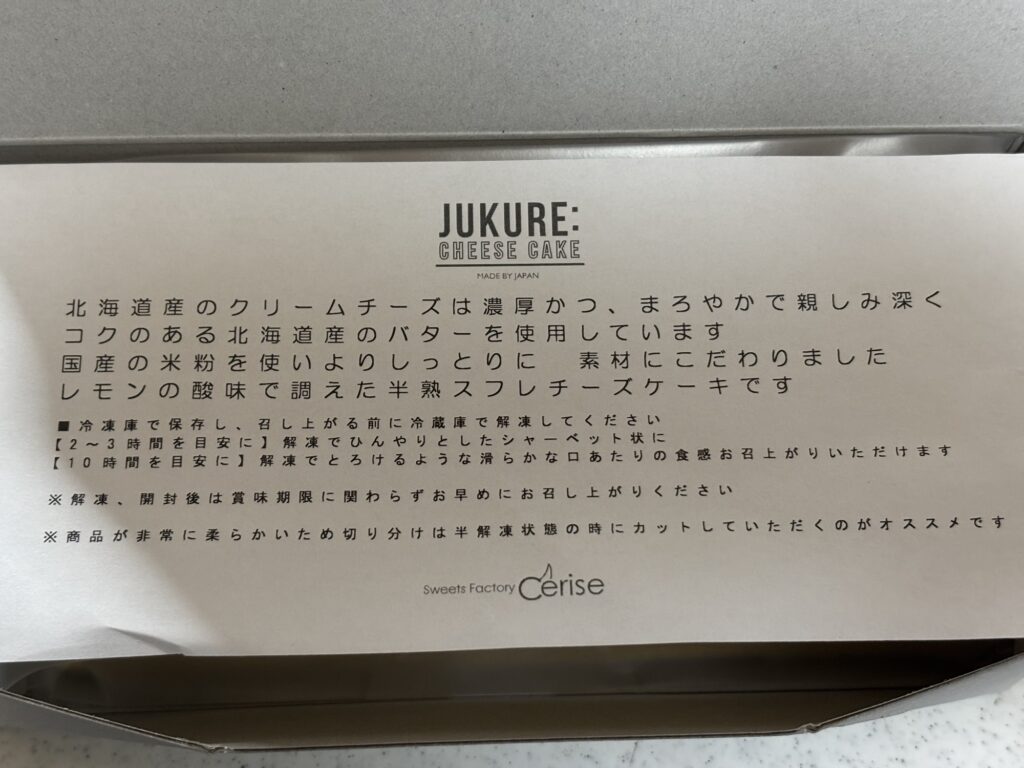 JUKURE:
CHEESE CAKE
MADE BY JAPAN
北海道産のクリームチーズは濃厚かつ、まろやかで親しみ深く
コクのある北海道産のバターを使用しています
国産の米粉を使いよりしっとりに　素材にこだわりました
レモンの酸味で調えた半熟スフレチーズケーキです
■冷凍庫で保存し、召し上がる前に冷蔵庫で解凍してください
【2～3時間を目安に】解凍でひんやりとしたシャーベット状に
【10時間を目安に】解凍でとろけるような滑らかな口あたりの食感お召上がりいただけます
※解凍、開封後は賞味期限に関わらずお早めにお召し上がりください
※商品が非常に柔らかいため切り分けは半解凍状態の時にカットしていただくのがオススメです
Sweets Factory Cerise